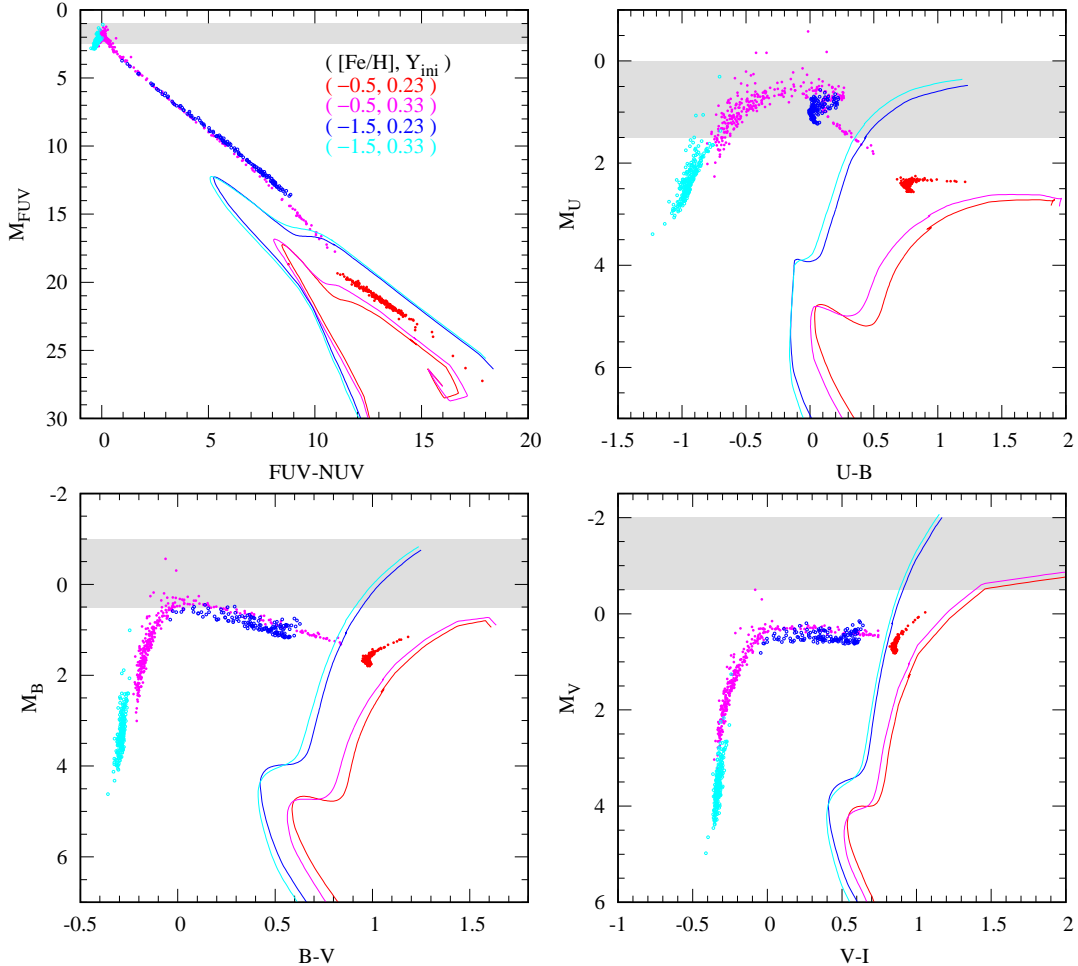 0
5
10
15
20
25
30
M_FUV
( [Fe/H], Y_ini )
( −0.5, 0.23 )
( −0.5, 0.33 )
( −1.5, 0.23 )
( −1.5, 0.33 )
0 5 10 15 20
FUV-NUV
0
2
4
6
M_U
-1.5 -1 -0.5 0 0.5 1 1.5 2
U-B
-2
0
2
4
6
M_B
-0.5 0 0.5 1 1.5
B-V
-2
0
2
4
6
M_V
-1 -0.5 0 0.5 1 1.5 2
V-I